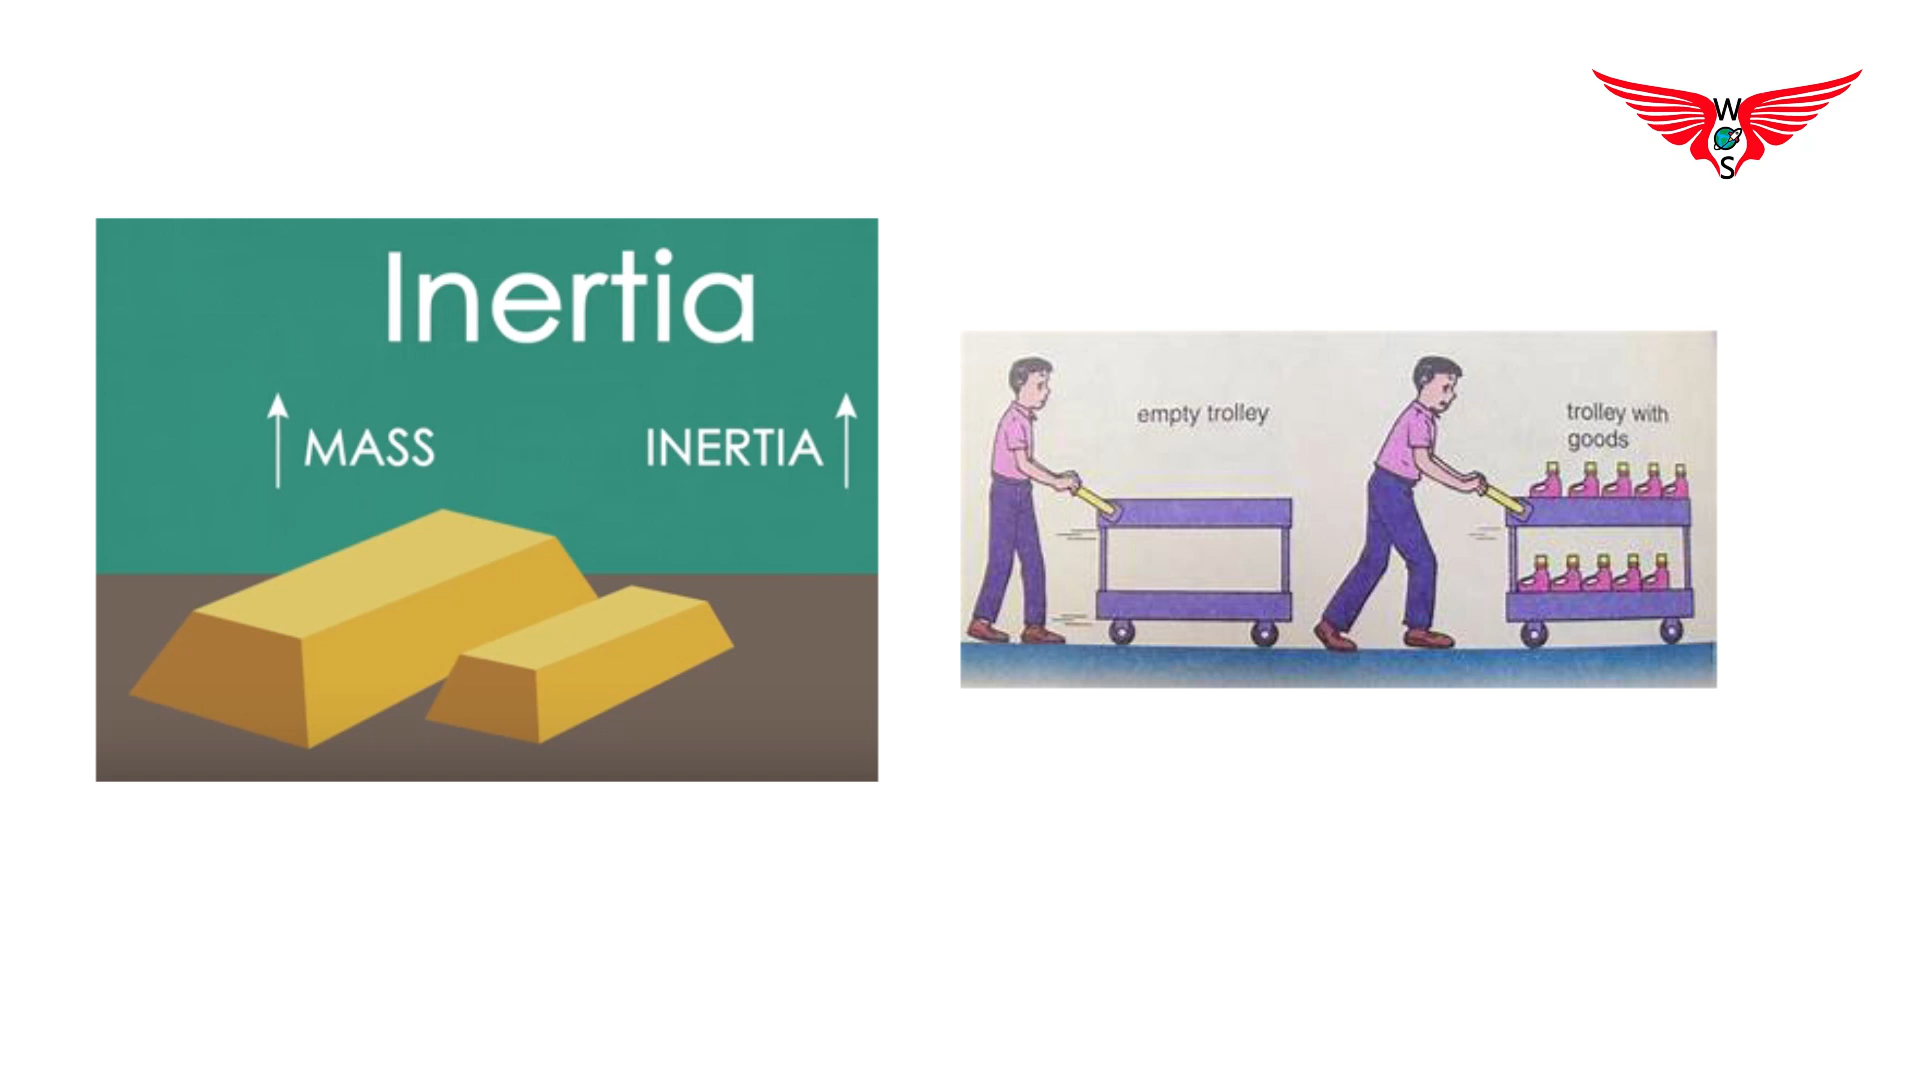 W
S
Inertia
MASS
INERTIA
empty trolley
trolley with
goods